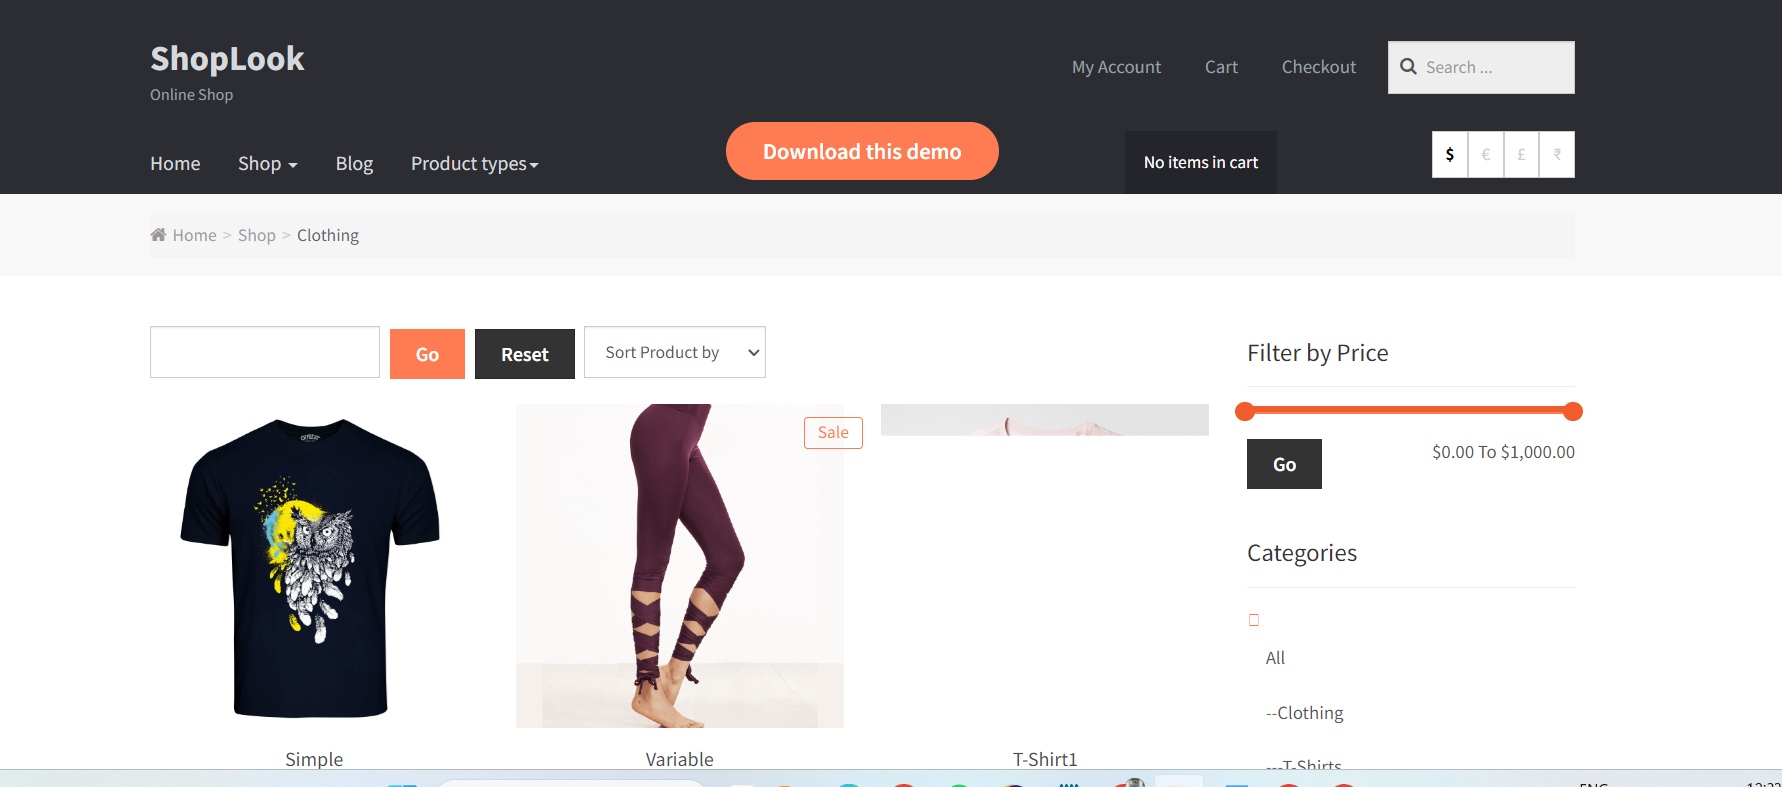 ShopLook
Online Shop
My Account
Cart
Checkout
Search ...
Home
Shop
Blog
Product types
Download this demo
No items in cart
$
€
£
₹
Home > Shop > Clothing
Go
Reset
Sort Product by
Filter by Price
Sale
Go
$0.00 To $1,000.00
Categories
All
--Clothing
Simple
Variable
T-Shirt1
---T-Shirts